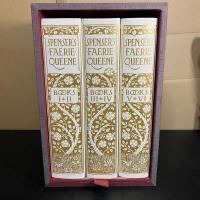 SPENSER'S
FAERIE
QUEENE
BOOKS
I & II
SPENSER'S
FAERIE
QUEENE
BOOKS
III & IV
SPENSER'S
FAERIE
QUEENE
BOOKS
V & VI